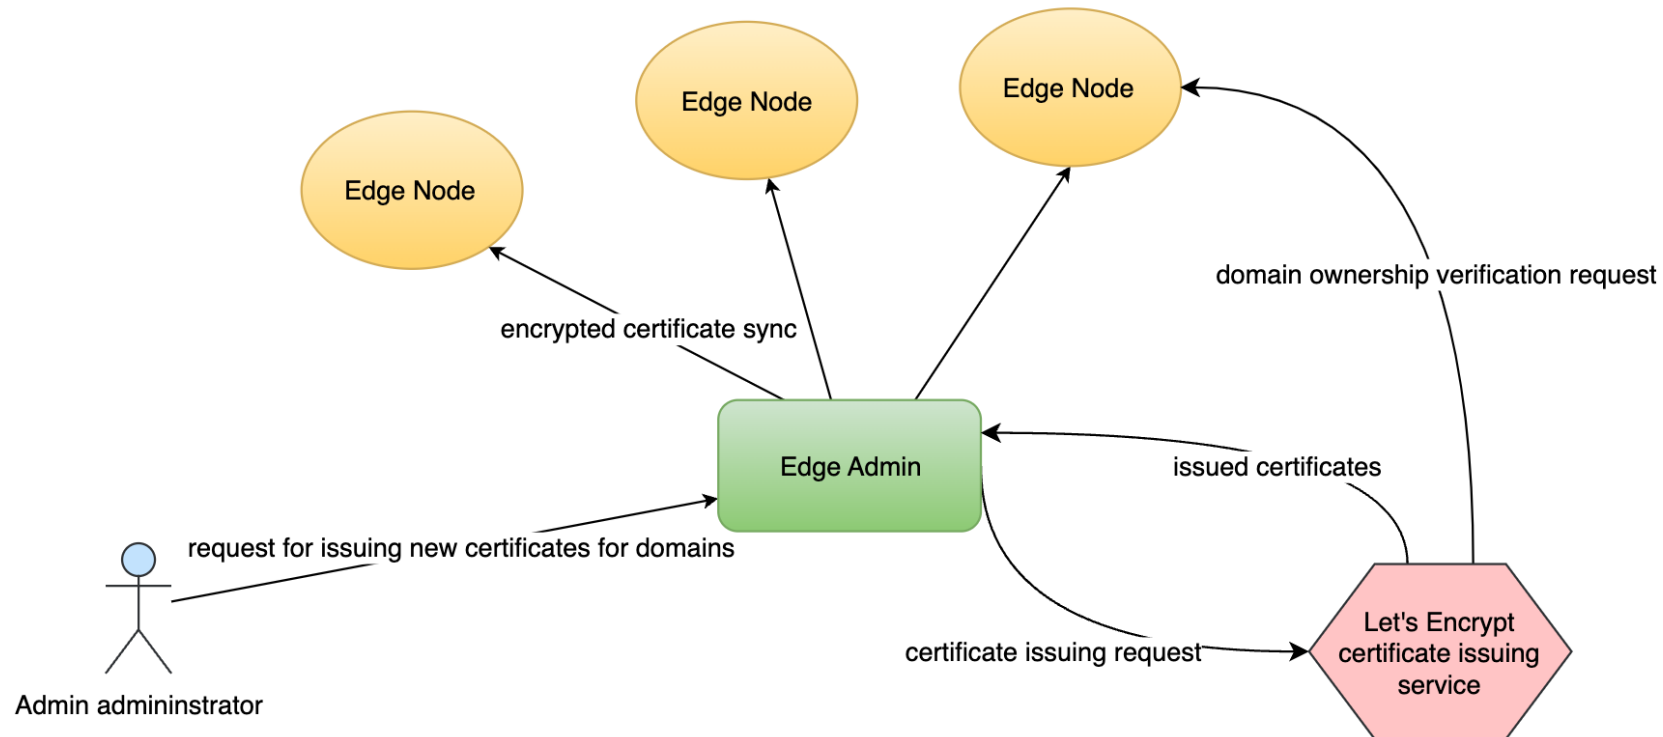 Edge Node
Edge Node
Edge Node
domain ownership verification request
encrypted certificate sync
Edge Admin
issued certificates
request for issuing new certificates for domains
certificate issuing request
Let's Encrypt
certificate issuing
service
Admin admininstrator